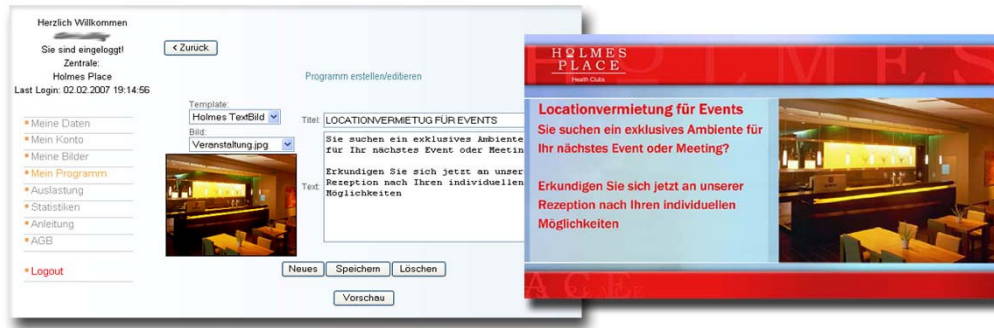 Herzlich Willkommen
Sie sind eingeloggt!
Zentrale:
Holmes Place
Last Login: 02.02.2007 19:14:56
Meine Daten
Mein Konto
Meine Bilder
Mein Programm
Auslastung
Statistiken
Anleitung
AGB
Logout
< Zurück
Programm erstellen/editieren
Template:
Holmes TextBild
Bild:
Veranstaltung.jpg
Titel: LOCATIONVERMIETUG FÜR EVENTS
Text:
Sie suchen ein exklusives Ambiente
für Ihr nächstes Event oder Meetin
Erkundigen Sie sich jetzt an unser
Rezeption nach Ihren individuellen
Möglichkeiten
Neues Speichern Löschen
Vorschau
HOLMES
PLACE
Health Clubs
Locationvermietung für Events
Sie suchen ein exklusives Ambiente für
Ihr nächstes Event oder Meeting?
Erkundigen Sie sich jetzt an unserer
Rezeption nach Ihren individuellen
Möglichkeiten